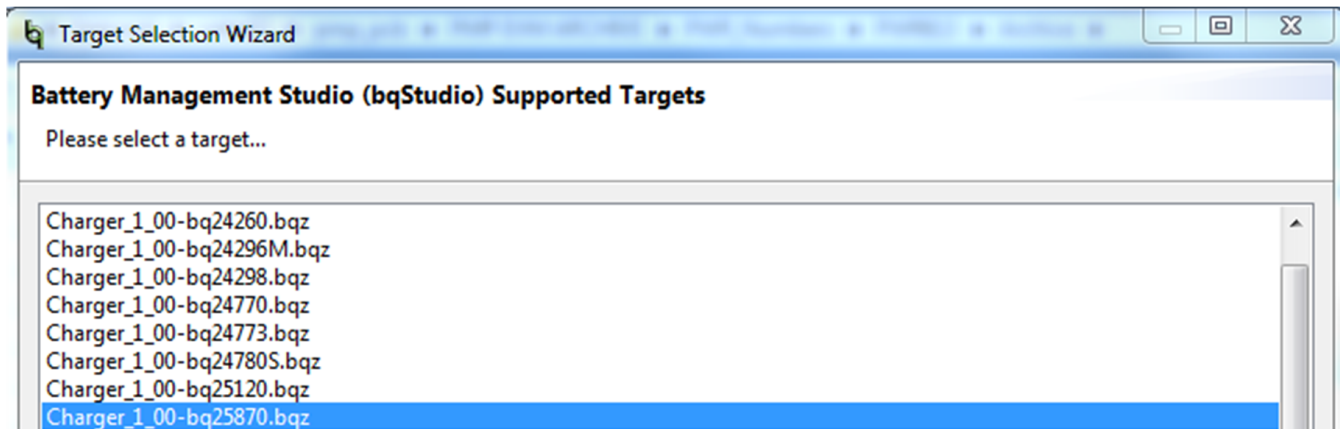 Target Selection Wizard
Battery Management Studio (bqStudio) Supported Targets
Please select a target...
Charger_1_00-bq24260.bqz
Charger_1_00-bq24296M.bqz
Charger_1_00-bq24298.bqz
Charger_1_00-bq24770.bqz
Charger_1_00-bq24773.bqz
Charger_1_00-bq24780S.bqz
Charger_1_00-bq25120.bqz
Charger_1_00-bq25870.bqz